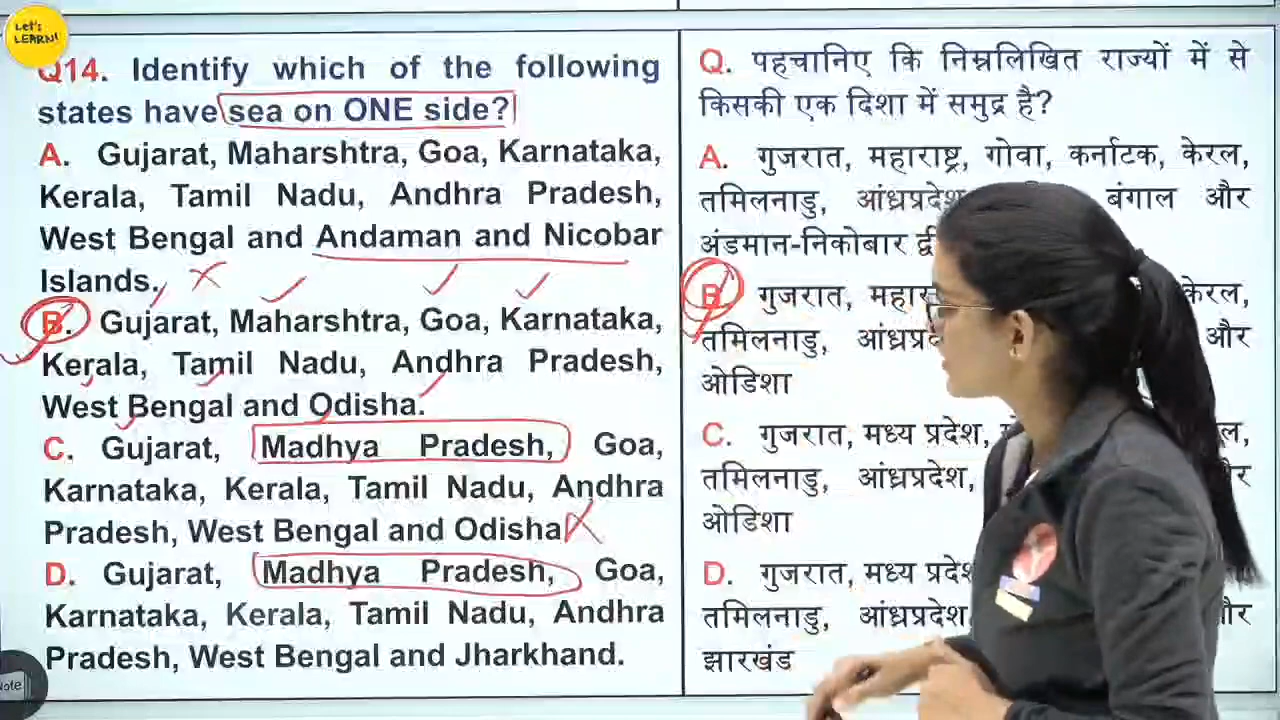 Let's
LEARN!
Q14. Identify which of the following
states have sea on ONE side?
A. Gujarat, Maharshtra, Goa, Karnataka,
Kerala, Tamil Nadu, Andhra Pradesh,
West Bengal and Andaman and Nicobar
Islands.
B. Gujarat, Maharshtra, Goa, Karnataka,
Kerala, Tamil Nadu, Andhra Pradesh,
West Bengal and Odisha.
C. Gujarat, Madhya Pradesh, Goa,
Karnataka, Kerala, Tamil Nadu, Andhra
Pradesh, West Bengal and Odisha
D. Gujarat, Madhya Pradesh, Goa,
Karnataka, Kerala, Tamil Nadu, Andhra
Pradesh, West Bengal and Jharkhand.
Note
Q. पहचानिए कि निम्नलिखित राज्यों में से
किसकी एक दिशा में समुद्र है?
A. गुजरात, महाराष्ट्र, गोवा, कर्नाटक, केरल,
तमिलनाडु, बंगाल और
अंडमान-निकोबार
B. गुजरात, केरल,
तमिलनाडु, और
ओडिशा
C. गुजरात, मध्य प्रदेश,
तमिलनाडु, आंध्रप्रदेश,
ओडिशा
D. गुजरात, मध्य
तमिलनाडु, आंध्रप्रदेश, और
झारखंड